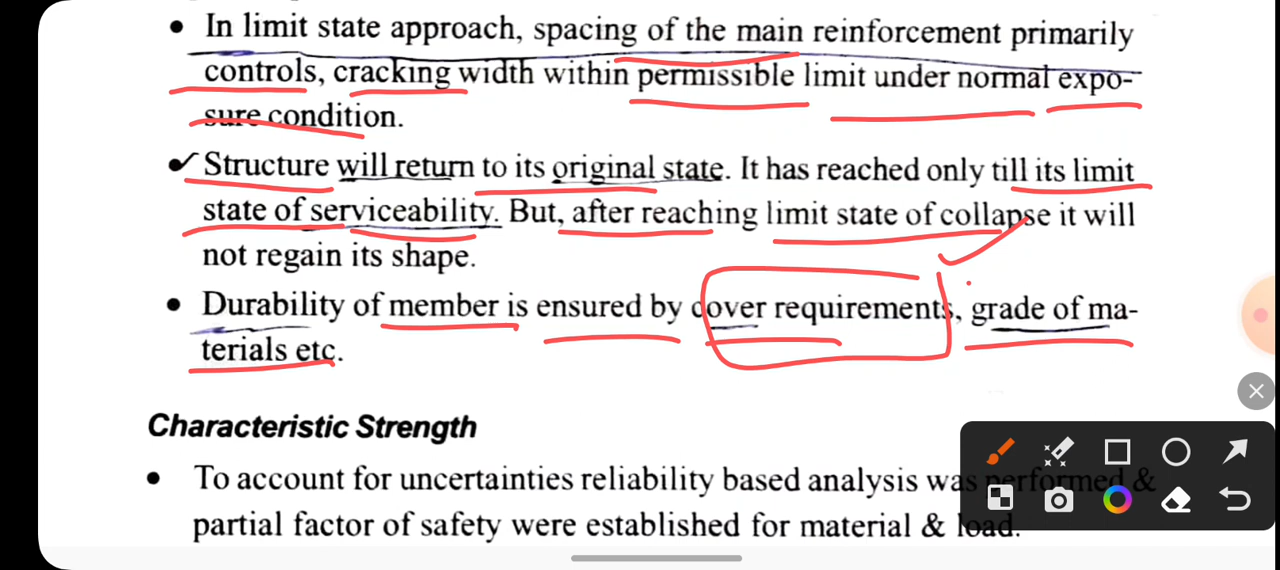 • In limit state approach, spacing of the main reinforcement primarily
controls, cracking width within permissible limit under normal expo-
sure condition.
• Structure will return to its original state. It has reached only till its limit
state of serviceability. But, after reaching limit state of collapse it will
not regain its shape.
• Durability of member is ensured by cover requirements, grade of ma-
terials etc.
Characteristic Strength
• To account for uncertainties reliability based analysis was performed &
partial factor of safety were established for material & load.